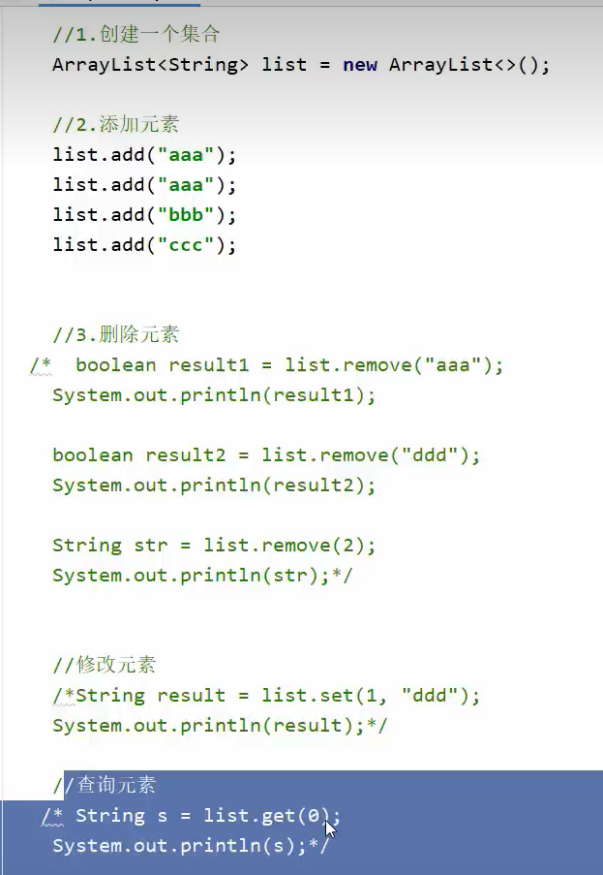 //1.创建一个集合
ArrayList<String> list = new ArrayList<>();
//2.添加元素
list.add("aaa");
list.add("aaa");
list.add("bbb");
list.add("ccc");
//3.删除元素
/*  boolean result1 = list.remove("aaa");
System.out.println(result1);
boolean result2 = list.remove("ddd");
System.out.println(result2);
String str = list.remove(2);
System.out.println(str);*/
//修改元素
/*String result = list.set(1, "ddd");
System.out.println(result);*/
//查询元素
/* String s = list.get(0);
System.out.println(s);*/